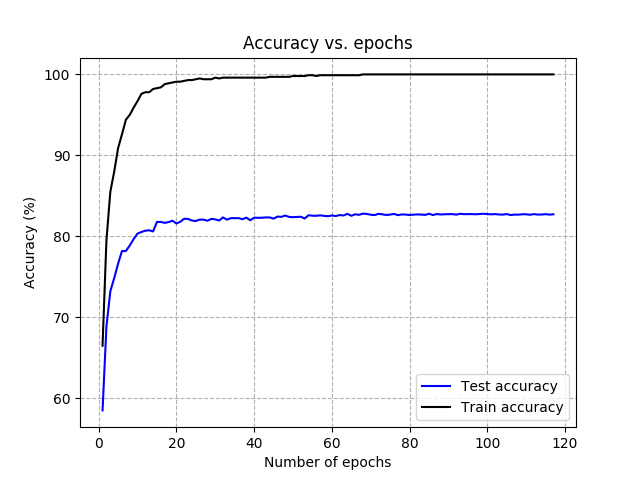 Accuracy vs. epochs
Accuracy (%)
100
90
80
70
60
0 20 40 60 80 100 120
Number of epochs
Test accuracy
Train accuracy